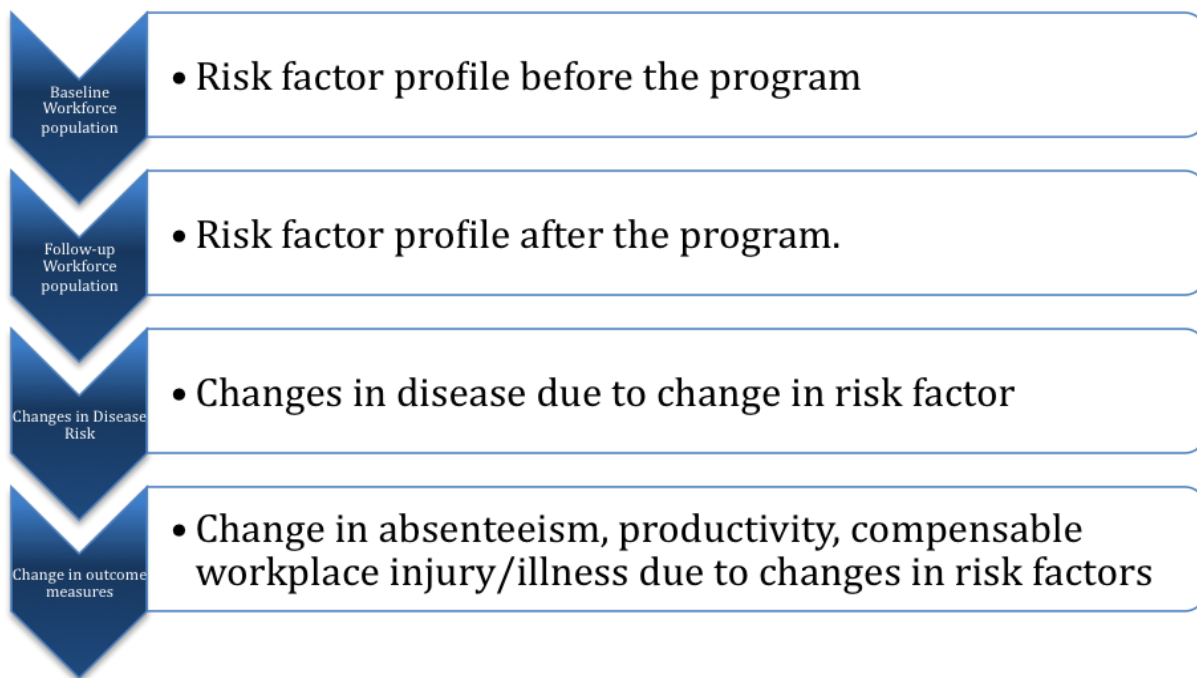 Baseline
Workforce
population
• Risk factor profile before the program
Follow-up
Workforce
population
• Risk factor profile after the program.
Changes in Disease
Risk
• Changes in disease due to change in risk factor
Change in outcome
measures
• Change in absenteeism, productivity, compensable
workplace injury/illness due to changes in risk factors